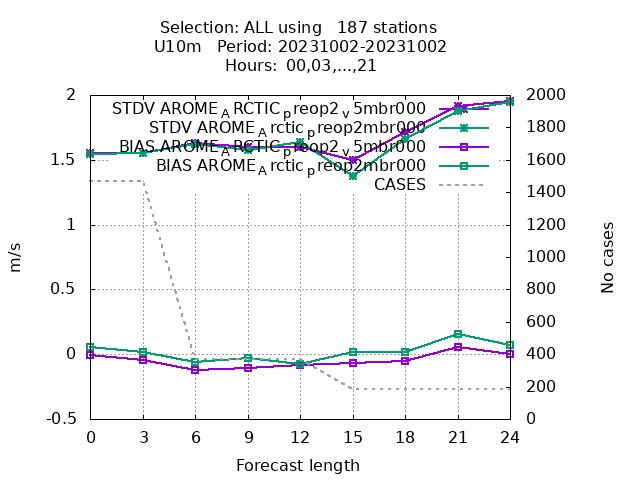 Selection: ALL using   187 stations
U10m   Period: 20231002-20231002
Hours:  00,03,...,21
STDV AROME_ARCTIC_preop2_v5mbr000
STDV AROME_Arctic_preop2mbr000
BIAS AROME_ARCTIC_preop2_v5mbr000
BIAS AROME_Arctic_preop2mbr000
CASES
2
1.5
1
0.5
0
-0.5
m/s
2000
1800
1600
1400
1200
1000
800
600
400
200
0
No cases
0 3 6 9 12 15 18 21 24
Forecast length